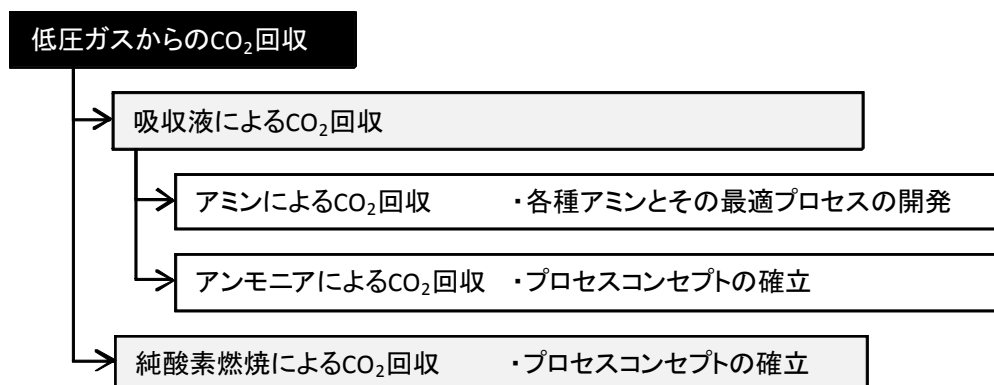 低圧ガスからのCO₂回収
吸収液によるCO₂回収
アミンによるCO₂回収 ・各種アミンとその最適プロセスの開発
アンモニアによるCO₂回収 ・プロセスコンセプトの確立
純酸素燃焼によるCO₂回収 ・プロセスコンセプトの確立